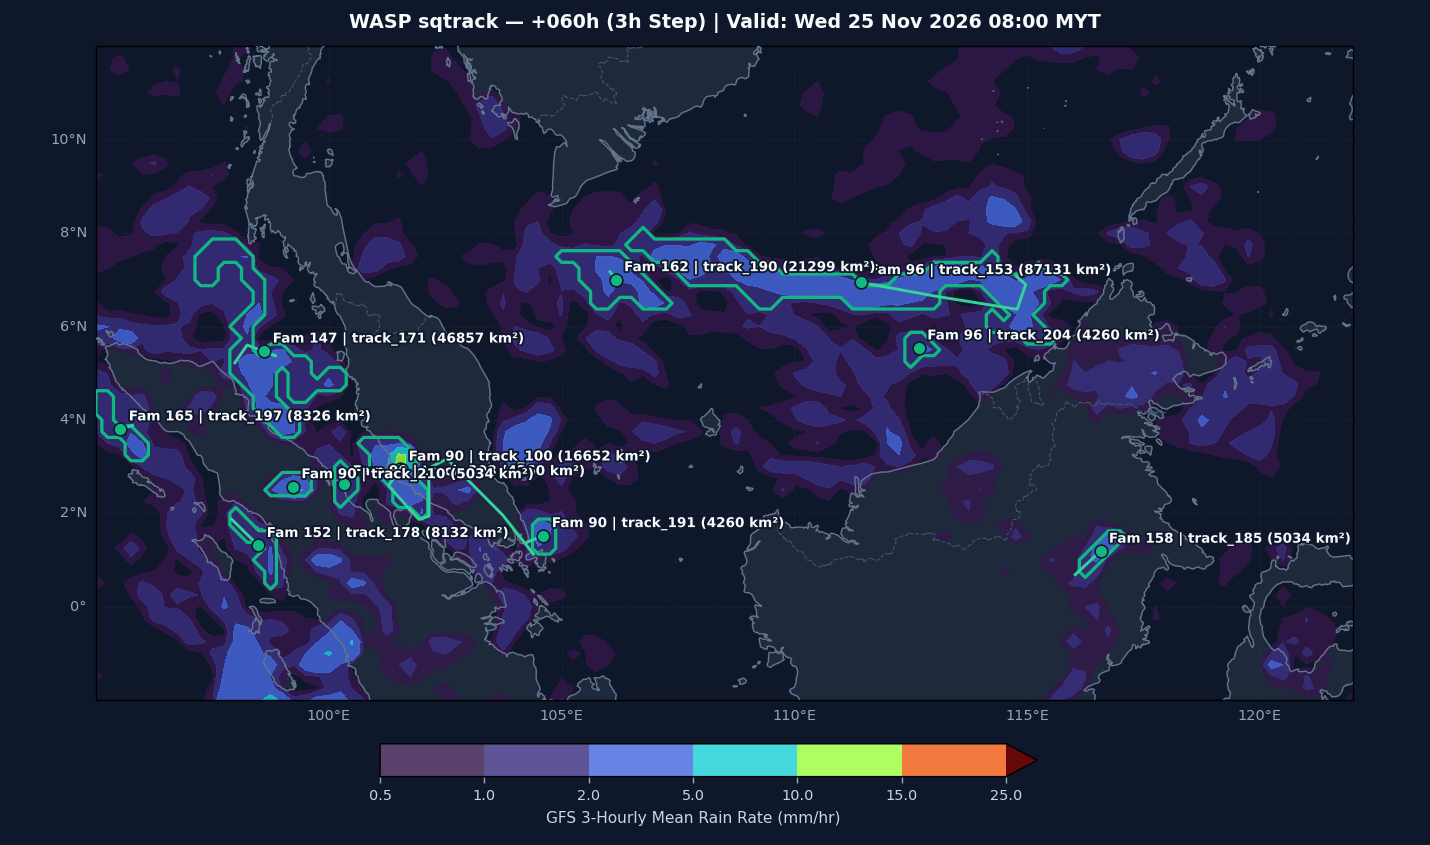 WASP sqtrack — +060h (3h Step) | Valid: Wed 25 Nov 2026 08:00 MYT
10°N
8°N
6°N
4°N
2°N
0°
Fam 162 | track_190 (21299 km²)
am 96 | track_153 (87131 km²)
Fam 147 | track_171 (46857 km²)
Fam 96 | track_204 (4260 km²)
Fam 165 | track_197 (8326 km²)
Fam 90 | track_100 (16652 km²)
Fam 90 | track_210 (5034 km²)
km²)
Fam 90 | track_191 (4260 km²)
Fam 152 | track_178 (8132 km²)
Fam 158 | track_185 (5034 km²)
100°E 105°E 110°E 115°E 120°E
0.5 1.0 2.0 5.0 10.0 15.0 25.0
GFS 3-Hourly Mean Rain Rate (mm/hr)